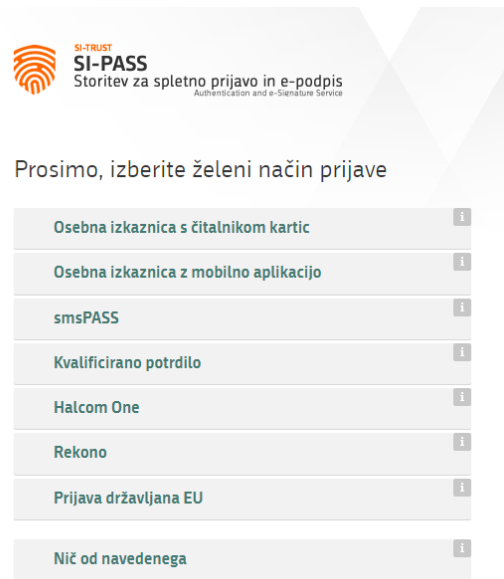 SI-TRUST
SI-PASS
Storitev za spletno prijavo in e-podpis
Authentication and e-Signature Service
Prosimo, izberite želeni način prijave
Osebna izkaznica s čitalnikom kartic
i
Osebna izkaznica z mobilno aplikacijo
i
smsPASS
i
Kvalificirano potrdilo
i
Halcom One
i
Rekono
i
Prijava državljana EU
i
Nič od navedenega
i